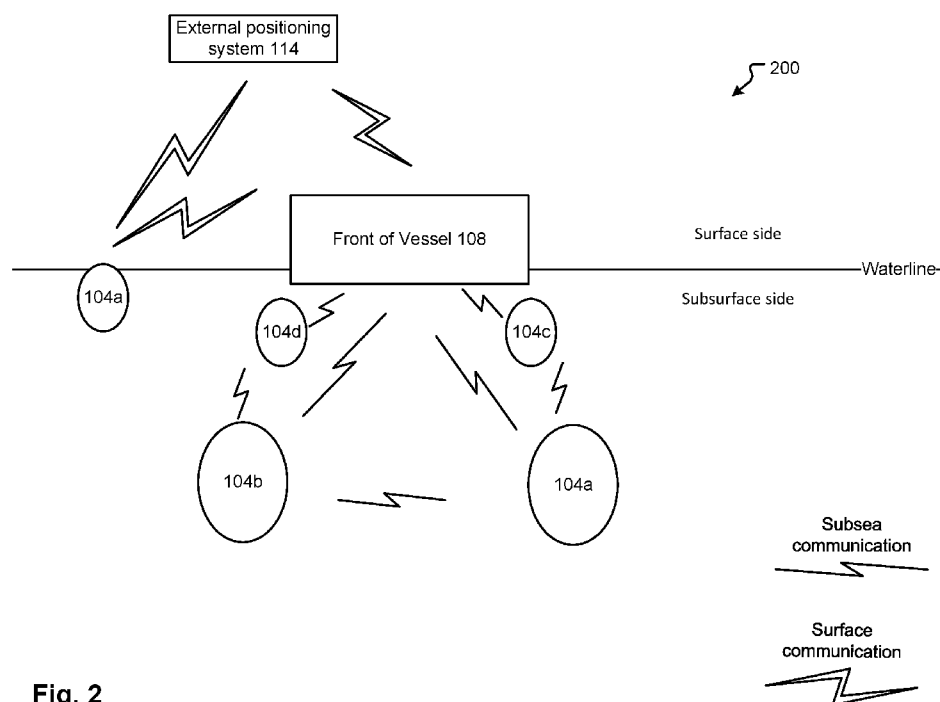 External positioning
system 114
200
Front of Vessel 108
Surface side
Waterline
Subsurface side
104a
104d
104c
104b
104a
Subsea
communication
Surface
communication
Fig. 2